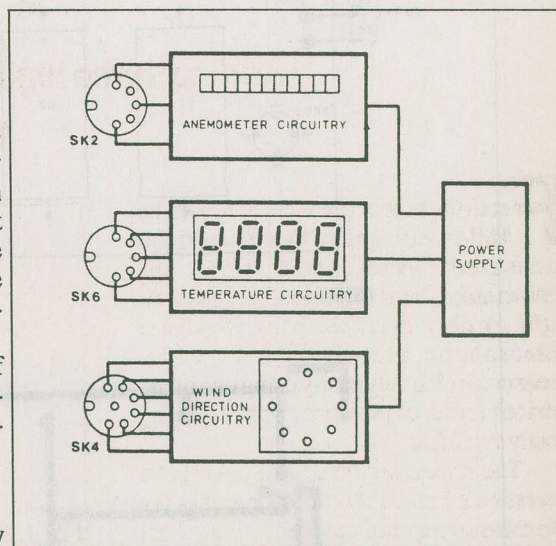 ANEMOMETER CIRCUITRY
SK2
8888
TEMPERATURE CIRCUITRY
SK6
POWER
SUPPLY
WIND
DIRECTION
CIRCUITRY
SK4